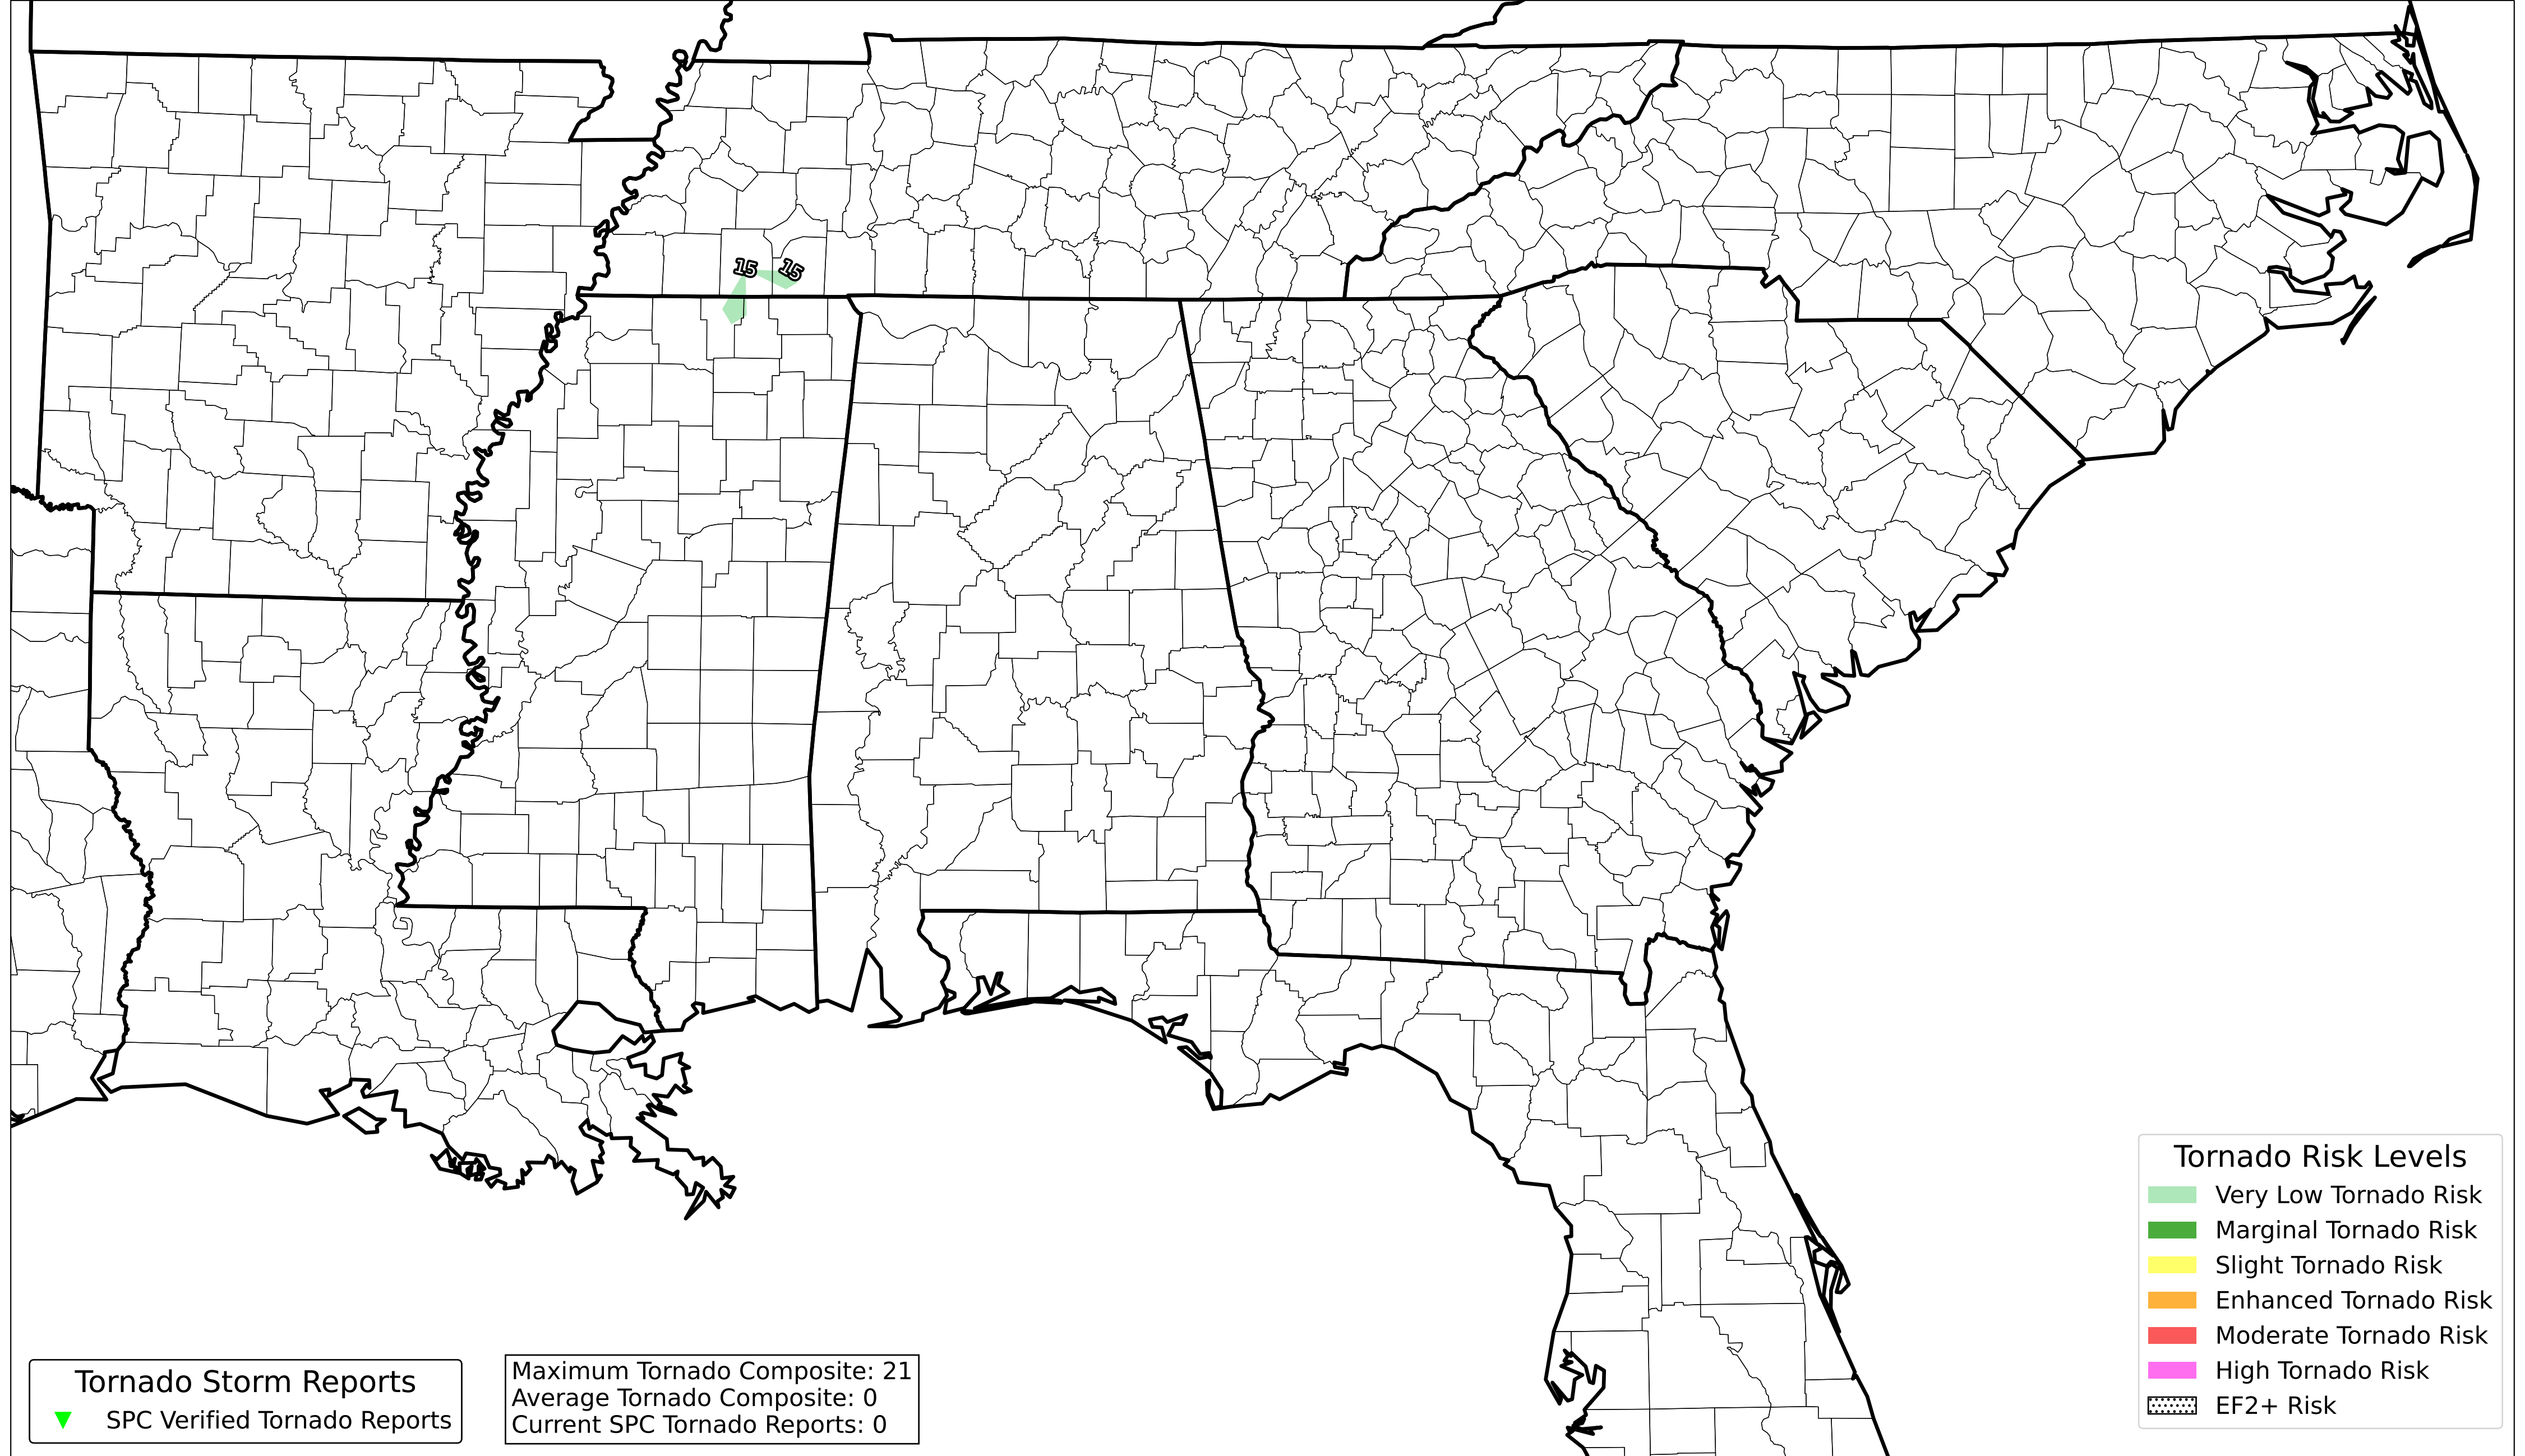 15 15
Tornado Risk Levels
Very Low Tornado Risk
Marginal Tornado Risk
Slight Tornado Risk
Enhanced Tornado Risk
Moderate Tornado Risk
High Tornado Risk
EF2+ Risk
Tornado Storm Reports
SPC Verified Tornado Reports
Maximum Tornado Composite: 21
Average Tornado Composite: 0
Current SPC Tornado Reports: 0